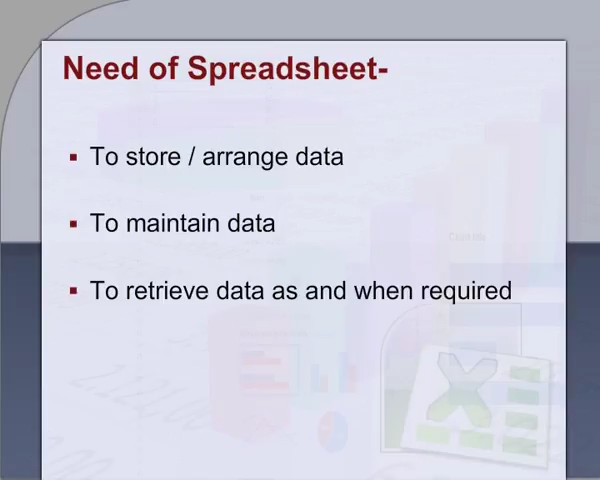 Need of Spreadsheet-
To store / arrange data
To maintain data
To retrieve data as and when required